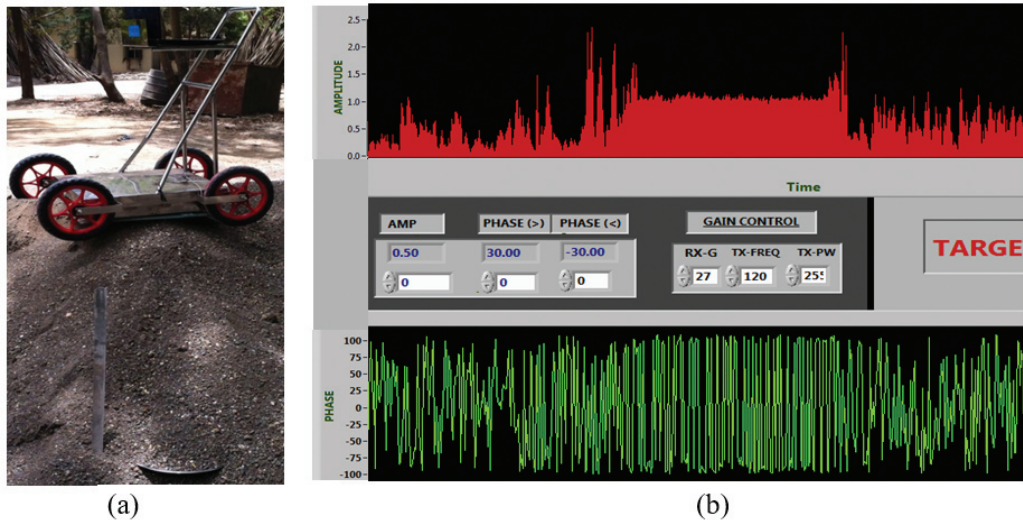 2.5
2.0
1.5
1.0
0.5
0.0
AMPLITUDE
Time
AMP PHASE (>) PHASE (<) GAIN CONTROL
0.50 30.00 -30.00 RX-G TX-FREQ TX-PW TARGE
0 0 0 27 120 255
100
75
50
25
0
-25
-50
-75
-100
PHASE
(a) (b)